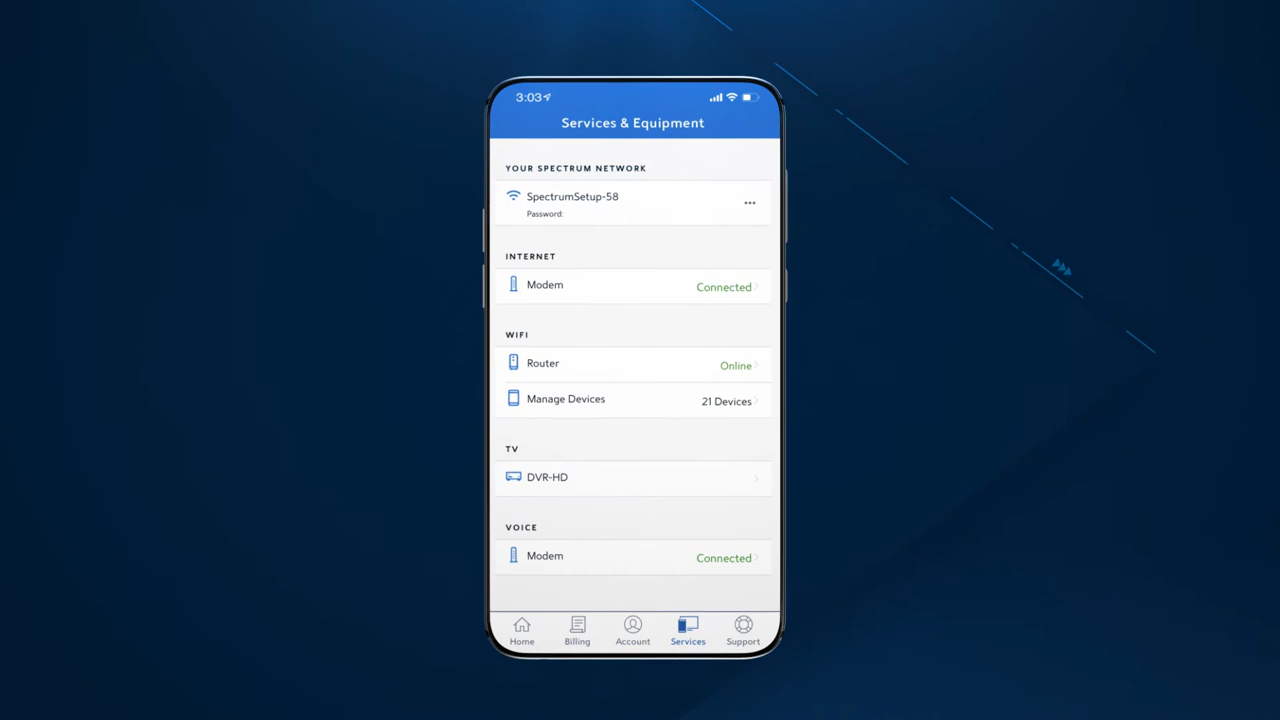 3:03
Services & Equipment
YOUR SPECTRUM NETWORK
SpectrumSetup-58
Password:
INTERNET
Modem Connected
WIFI
Router Online
Manage Devices 21 Devices
TV
DVR-HD
VOICE
Modem Connected
Home Billing Account Services Support